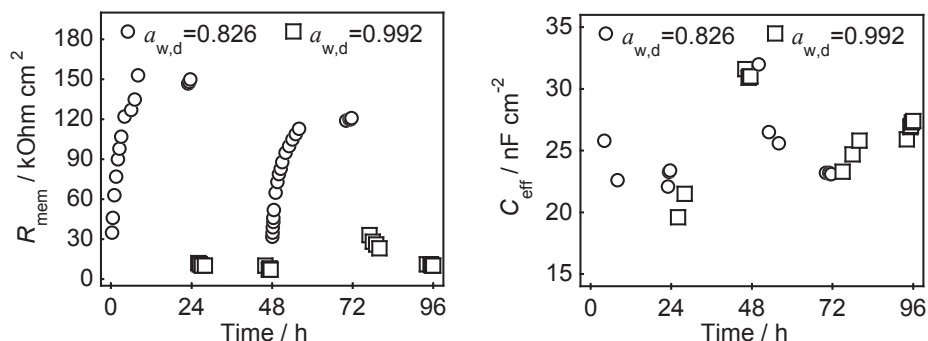 ○ a_w,d=0.826 □ a_w,d=0.992
180
150
120
90
60
30
0
R_mem / kOhm cm²
0 24 48 72 96
Time / h
○ a_w,d=0.826 □ a_w,d=0.992
35
30
25
20
15
C_eff / nF cm⁻²
0 24 48 72 96
Time / h